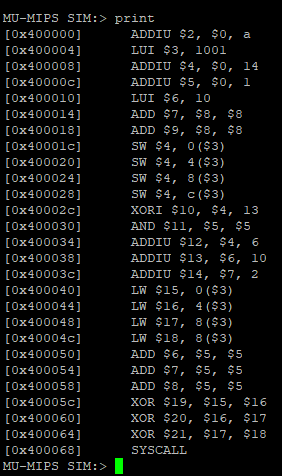 MU-MIPS SIM:> print
[0x400000] ADDIU $2, $0, a
[0x400004] LUI $3, 1001
[0x400008] ADDIU $4, $0, 14
[0x40000c] ADDIU $5, $0, 1
[0x400010] LUI $6, 10
[0x400014] ADD $7, $8, $8
[0x400018] ADD $9, $8, $8
[0x40001c] SW $4, 0($3)
[0x400020] SW $4, 4($3)
[0x400024] SW $4, 8($3)
[0x400028] SW $4, c($3)
[0x40002c] XORI $10, $4, 13
[0x400030] AND $11, $5, $5
[0x400034] ADDIU $12, $4, 6
[0x400038] ADDIU $13, $6, 10
[0x40003c] ADDIU $14, $7, 2
[0x400040] LW $15, 0($3)
[0x400044] LW $16, 4($3)
[0x400048] LW $17, 8($3)
[0x40004c] LW $18, 8($3)
[0x400050] ADD $6, $5, $5
[0x400054] ADD $7, $5, $5
[0x400058] ADD $8, $5, $5
[0x40005c] XOR $19, $15, $16
[0x400060] XOR $20, $16, $17
[0x400064] XOR $21, $17, $18
[0x400068] SYSCALL
MU-MIPS SIM:>